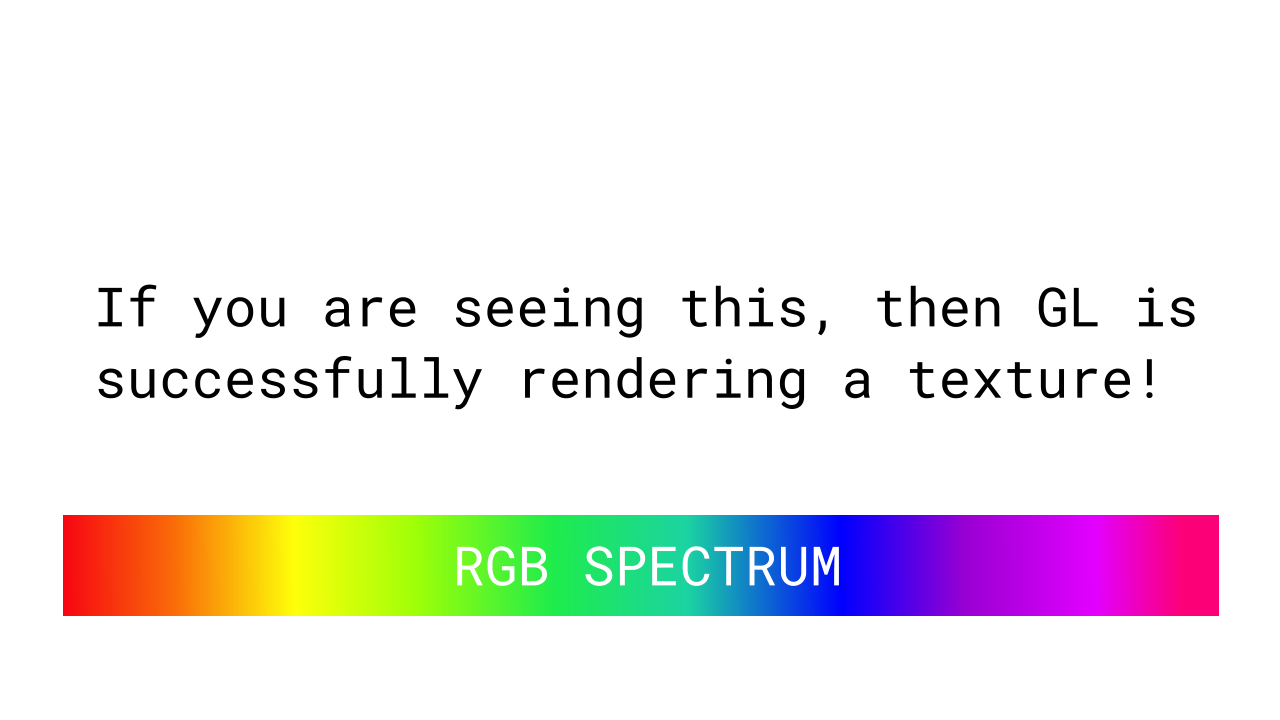 If you are seeing this, then GL is
successfully rendering a texture!
RGB SPECTRUM